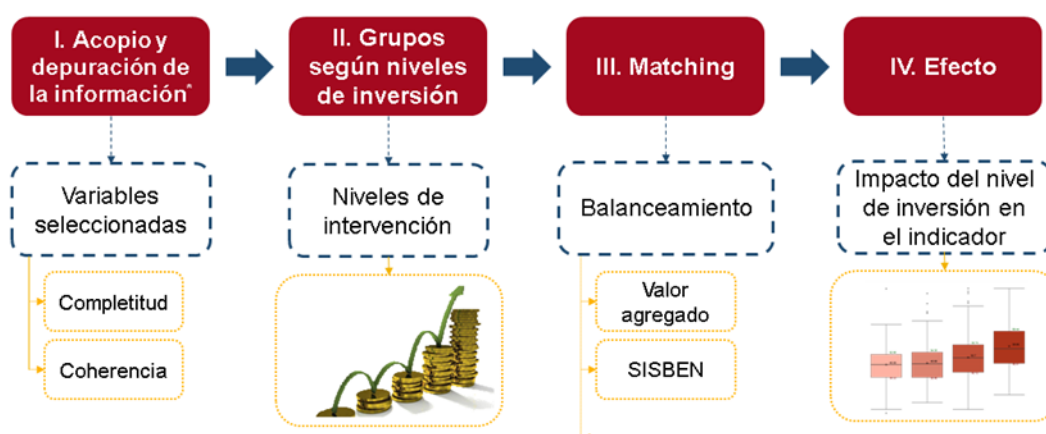 I. Acopio y
depuración de
la información*
II. Grupos
según niveles
de inversión
III. Matching
IV. Efecto
Variables
seleccionadas
Niveles de
intervención
Balanceamiento
Impacto del nivel
de inversión en
el indicador
Completitud
Coherencia
Valor
agregado
SISBEN